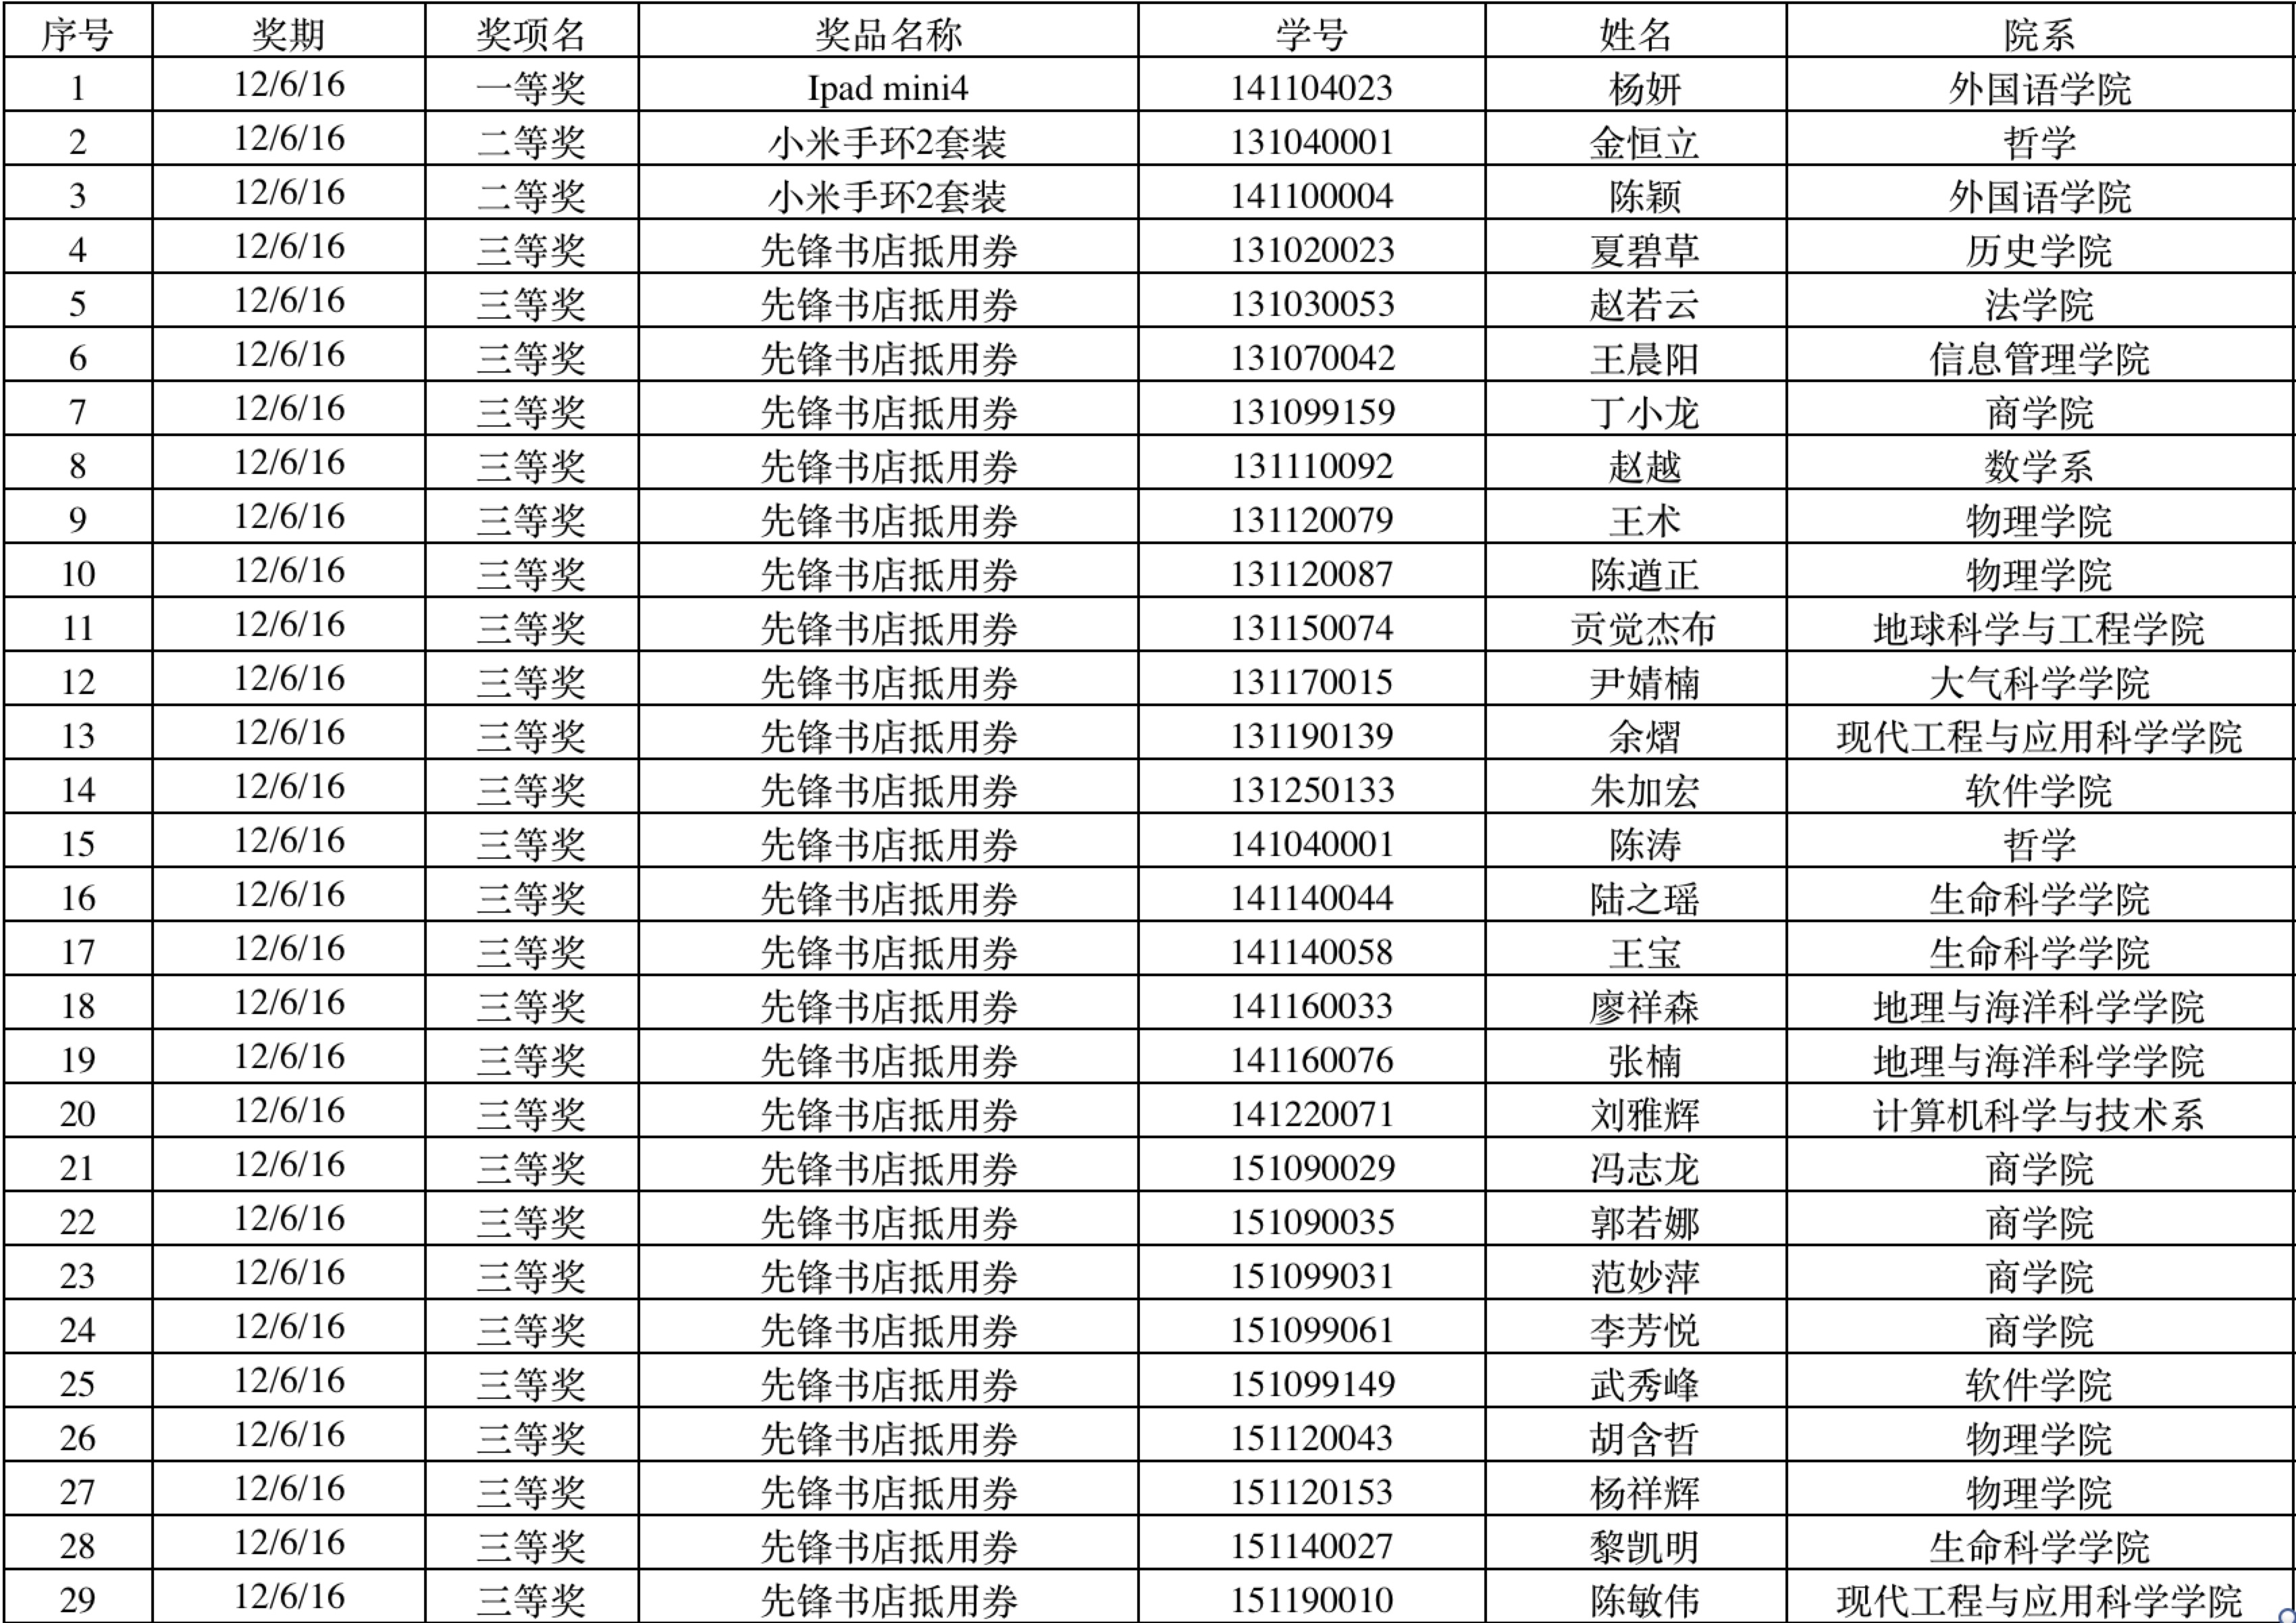 序号 奖期 奖项名 奖品名称 学号 姓名 院系
1 12/6/16 一等奖 Ipad mini4 141104023 杨妍 外国语学院
2 12/6/16 二等奖 小米手环2套装 131040001 金恒立 哲学
3 12/6/16 二等奖 小米手环2套装 141100004 陈颖 外国语学院
4 12/6/16 三等奖 先锋书店抵用券 131020023 夏碧草 历史学院
5 12/6/16 三等奖 先锋书店抵用券 131030053 赵若云 法学院
6 12/6/16 三等奖 先锋书店抵用券 131070042 王晨阳 信息管理学院
7 12/6/16 三等奖 先锋书店抵用券 131099159 丁小龙 商学院
8 12/6/16 三等奖 先锋书店抵用券 131110092 赵越 数学系
9 12/6/16 三等奖 先锋书店抵用券 131120079 王术 物理学院
10 12/6/16 三等奖 先锋书店抵用券 131120087 陈遒正 物理学院
11 12/6/16 三等奖 先锋书店抵用券 131150074 贡觉杰布 地球科学与工程学院
12 12/6/16 三等奖 先锋书店抵用券 131170015 尹婧楠 大气科学学院
13 12/6/16 三等奖 先锋书店抵用券 131190139 余熠 现代工程与应用科学学院
14 12/6/16 三等奖 先锋书店抵用券 131250133 朱加宏 软件学院
15 12/6/16 三等奖 先锋书店抵用券 141040001 陈涛 哲学
16 12/6/16 三等奖 先锋书店抵用券 141140044 陆之瑶 生命科学学院
17 12/6/16 三等奖 先锋书店抵用券 141140058 王宝 生命科学学院
18 12/6/16 三等奖 先锋书店抵用券 141160033 廖祥森 地理与海洋科学学院
19 12/6/16 三等奖 先锋书店抵用券 141160076 张楠 地理与海洋科学学院
20 12/6/16 三等奖 先锋书店抵用券 141220071 刘雅辉 计算机科学与技术系
21 12/6/16 三等奖 先锋书店抵用券 151090029 冯志龙 商学院
22 12/6/16 三等奖 先锋书店抵用券 151090035 郭若娜 商学院
23 12/6/16 三等奖 先锋书店抵用券 151099031 范妙萍 商学院
24 12/6/16 三等奖 先锋书店抵用券 151099061 李芳悦 商学院
25 12/6/16 三等奖 先锋书店抵用券 151099149 武秀峰 软件学院
26 12/6/16 三等奖 先锋书店抵用券 151120043 胡含哲 物理学院
27 12/6/16 三等奖 先锋书店抵用券 151120153 杨祥辉 物理学院
28 12/6/16 三等奖 先锋书店抵用券 151140027 黎凯明 生命科学学院
29 12/6/16 三等奖 先锋书店抵用券 151190010 陈敏伟 现代工程与应用科学学院